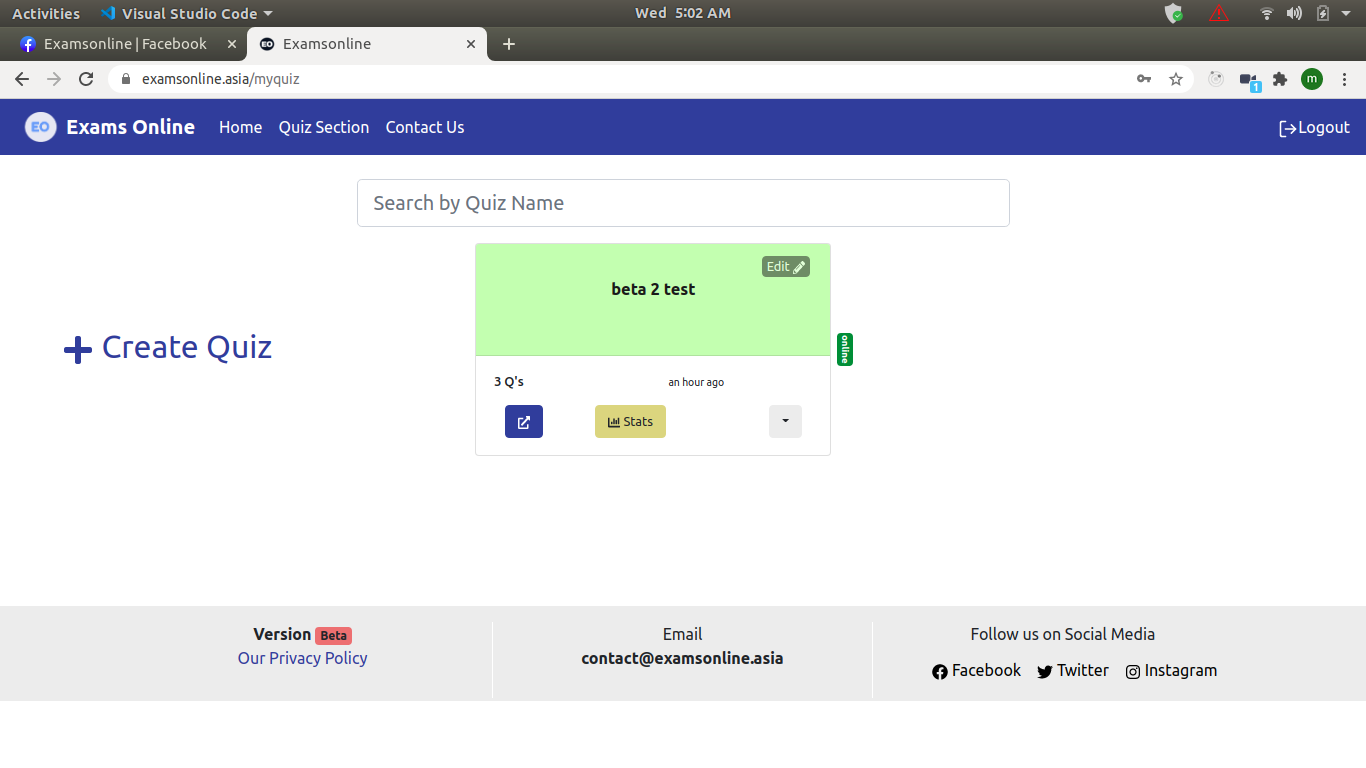 Activities Visual Studio Code Wed 5:02 AM
Examsonline | Facebook Examsonline
examsonline.asia/myquiz m 1
EO Exams Online Home Quiz Section Contact Us Logout
Search by Quiz Name
Edit
beta 2 test
Create Quiz
online
3 Q's an hour ago
Stats
Version Beta Email Follow us on Social Media
Our Privacy Policy contact@examsonline.asia
Facebook Twitter Instagram